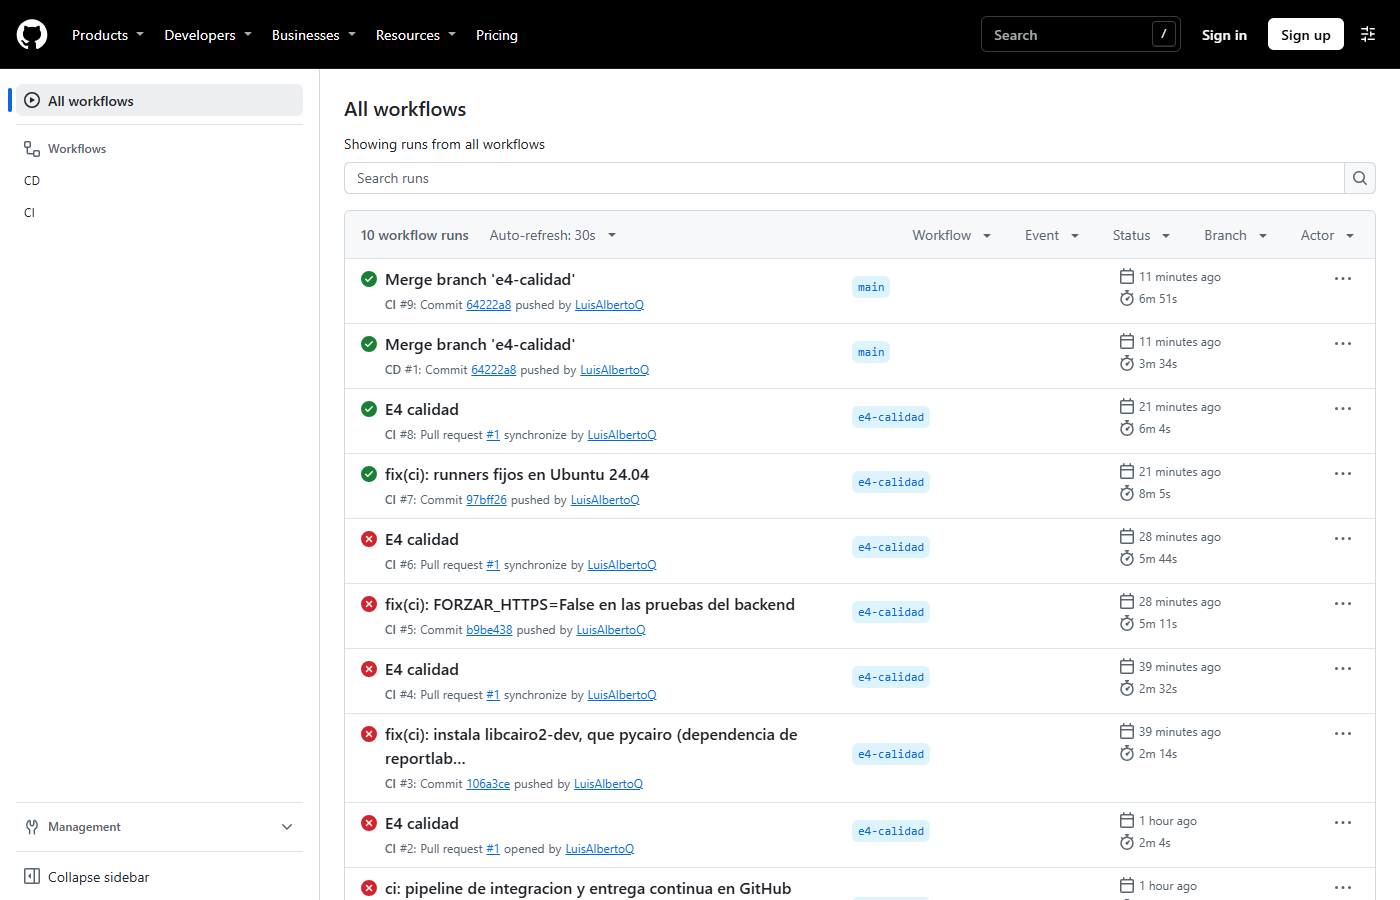 Products Developers Businesses Resources Pricing Search / Sign in Sign up
All workflows
Workflows
CD
CI
Management
Collapse sidebar
All workflows
Showing runs from all workflows
Search runs
10 workflow runs Auto-refresh: 30s Workflow Event Status Branch Actor
Merge branch 'e4-calidad'
CI #9: Commit 64222a8 pushed by LuisAlbertoQ
main
11 minutes ago
6m 51s
Merge branch 'e4-calidad'
CD #1: Commit 64222a8 pushed by LuisAlbertoQ
main
11 minutes ago
3m 34s
E4 calidad
CI #8: Pull request #1 synchronize by LuisAlbertoQ
e4-calidad
21 minutes ago
6m 4s
fix(ci): runners fijos en Ubuntu 24.04
CI #7: Commit 97bff26 pushed by LuisAlbertoQ
e4-calidad
21 minutes ago
8m 5s
E4 calidad
CI #6: Pull request #1 synchronize by LuisAlbertoQ
e4-calidad
28 minutes ago
5m 44s
fix(ci): FORZAR_HTTPS=False en las pruebas del backend
CI #5: Commit b9be438 pushed by LuisAlbertoQ
e4-calidad
28 minutes ago
5m 11s
E4 calidad
CI #4: Pull request #1 synchronize by LuisAlbertoQ
e4-calidad
39 minutes ago
2m 32s
fix(ci): instala libcairo2-dev, que pycairo (dependencia de
reportlab...
CI #3: Commit 106a3ce pushed by LuisAlbertoQ
e4-calidad
39 minutes ago
2m 14s
E4 calidad
CI #2: Pull request #1 opened by LuisAlbertoQ
e4-calidad
1 hour ago
2m 4s
ci: pipeline de integracion y entrega continua en GitHub
1 hour ago